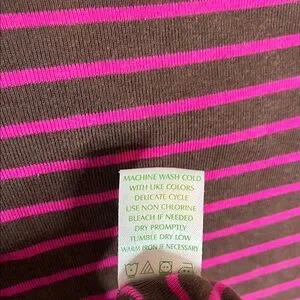 MACHINE WASH COLD
WITH LIKE COLORS
DELICATE CYCLE
USE NON CHLORINE
BLEACH IF NEEDED
DRY PROMPTLY
TUMBLE DRY LOW
WARM IRON IF NECESSARY